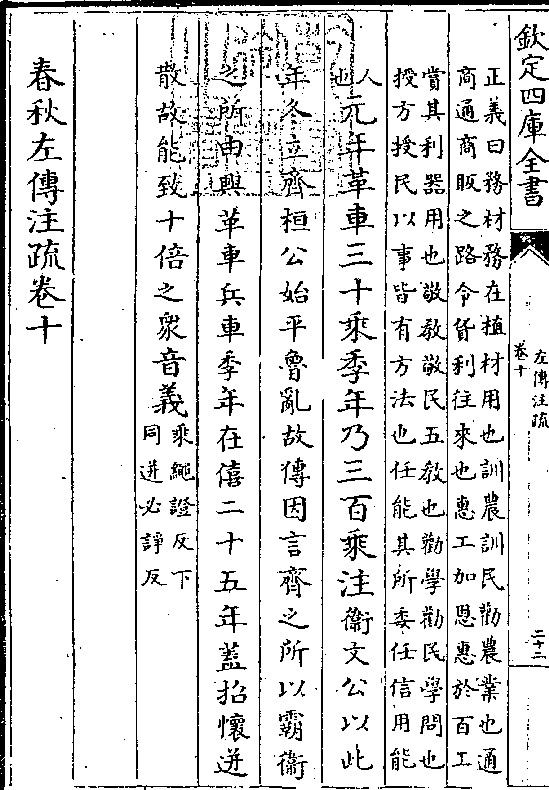 欽定四庫全書
卷十
左傳注疏
二十二
正義曰務材務在植材用也訓農訓民勸農業也通
商通商販之路令貨利往來也惠工加恩惠於百工
賞其利器用也敬教敬民五教也勸學勸民學問也
授方授民以事皆有方法也任能其所委任信用能
人也
元年革車三十乘季年乃三百乘注衞文公以此
年冬立齊桓公始平魯亂故傳因言齊之所以霸衞
之所由興革車兵車季年在僖二十五年蓋招懷迸
散故能致十倍之衆音義
乘繩證反下
同迸必諍反
春秋左傳注疏卷十